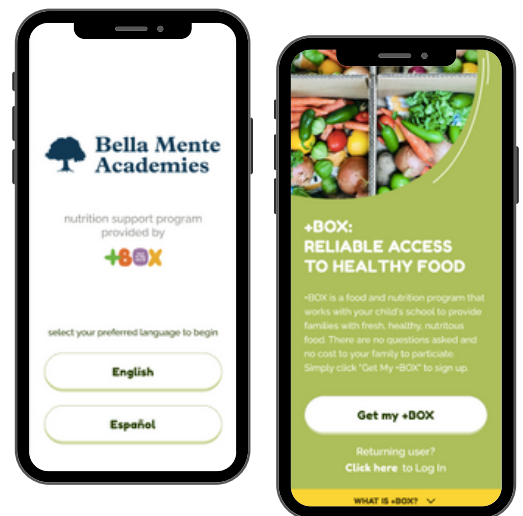 Bella Mente
Academies
nutrition support program
provided by
+BOX
select your preferred language to begin
English
Español
+BOX:
RELIABLE ACCESS
TO HEALTHY FOOD
+BOX is a food and nutrition program that
works with your child's school to provide
families with fresh, healthy, nutritous
food. There are no questions asked and
no cost to your family to particiate.
Simply click "Get My +BOX" to sign up.
Get my +BOX
Returning user?
Click here to Log In
WHAT IS +BOX?